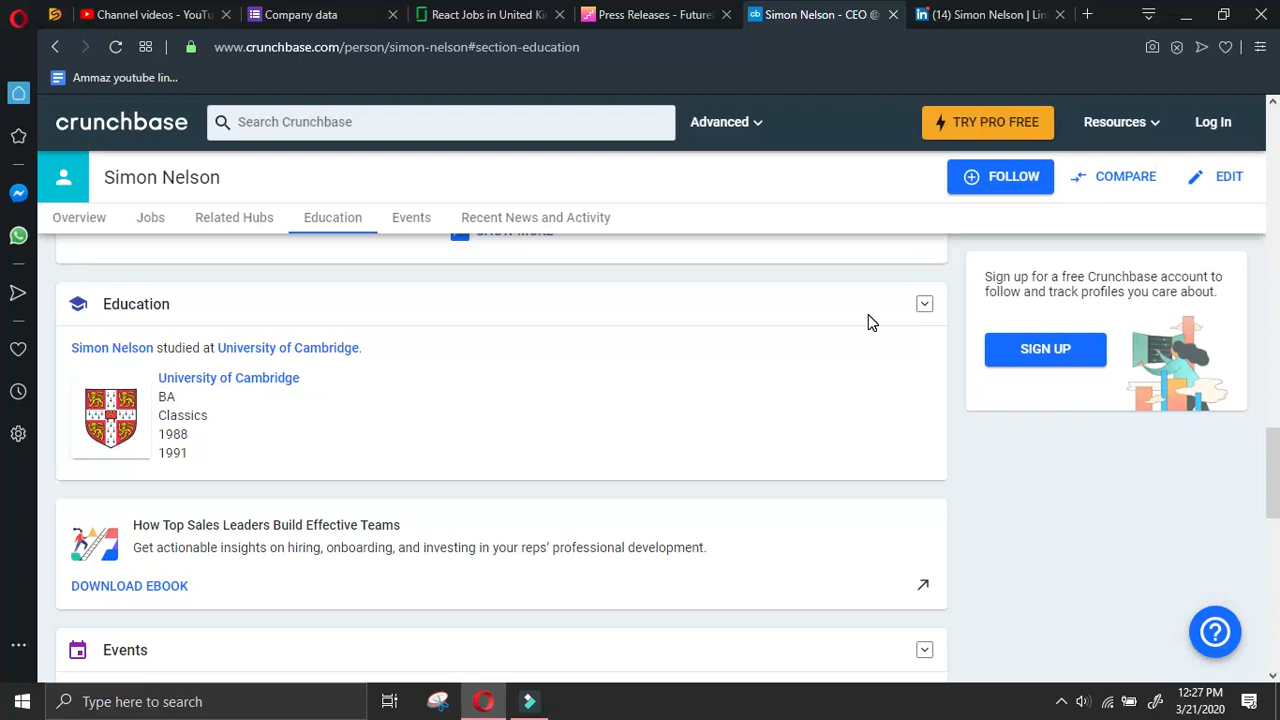 Channel videos - YouTu
Company data
React Jobs in United Ki
Press Releases - Future
cb Simon Nelson - CEO @
in (14) Simon Nelson | Lin
www.crunchbase.com/person/simon-nelson#section-education
Ammaz youtube lin...
crunchbase
Search Crunchbase
Advanced
TRY PRO FREE
Resources
Log In
Simon Nelson
FOLLOW
COMPARE
EDIT
Overview
Jobs
Related Hubs
Education
Events
Recent News and Activity
SHOW MORE
Sign up for a free Crunchbase account to
follow and track profiles you care about.
SIGN UP
Education
Simon Nelson studied at University of Cambridge.
University of Cambridge
BA
Classics
1988
1991
How Top Sales Leaders Build Effective Teams
Get actionable insights on hiring, onboarding, and investing in your reps' professional development.
DOWNLOAD EBOOK
Events
Type here to search
12:27 PM
3/21/2020